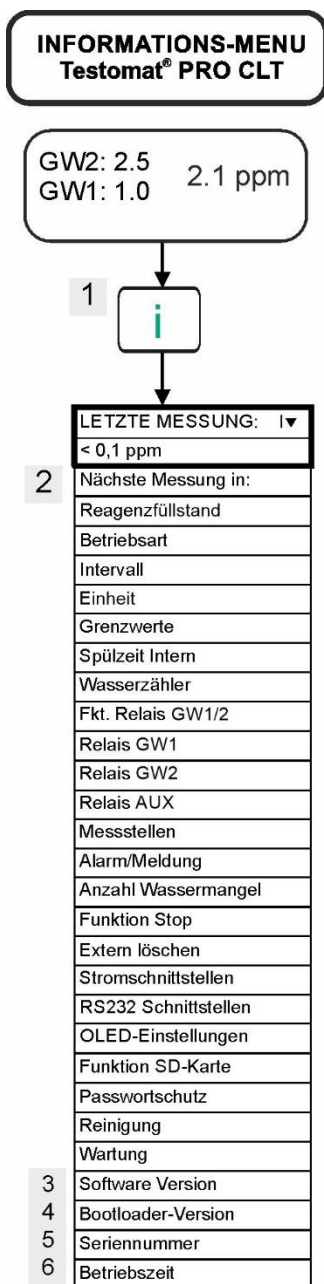 INFORMATIONS-MENU
Testomat® PRO CLT
GW2: 2.5
GW1: 1.0
2.1 ppm
1
i
LETZTE MESSUNG: I▼
< 0,1 ppm
2 Nächste Messung in:
Reagenzfüllstand
Betriebsart
Intervall
Einheit
Grenzwerte
Spülzeit Intern
Wasserzähler
Fkt. Relais GW1/2
Relais GW1
Relais GW2
Relais AUX
Messstellen
Alarm/Meldung
Anzahl Wassermangel
Funktion Stop
Extern löschen
Stromschnittstellen
RS232 Schnittstellen
OLED-Einstellungen
Funktion SD-Karte
Passwortschutz
Reinigung
Wartung
3 Software Version
4 Bootloader-Version
5 Seriennummer
6 Betriebszeit